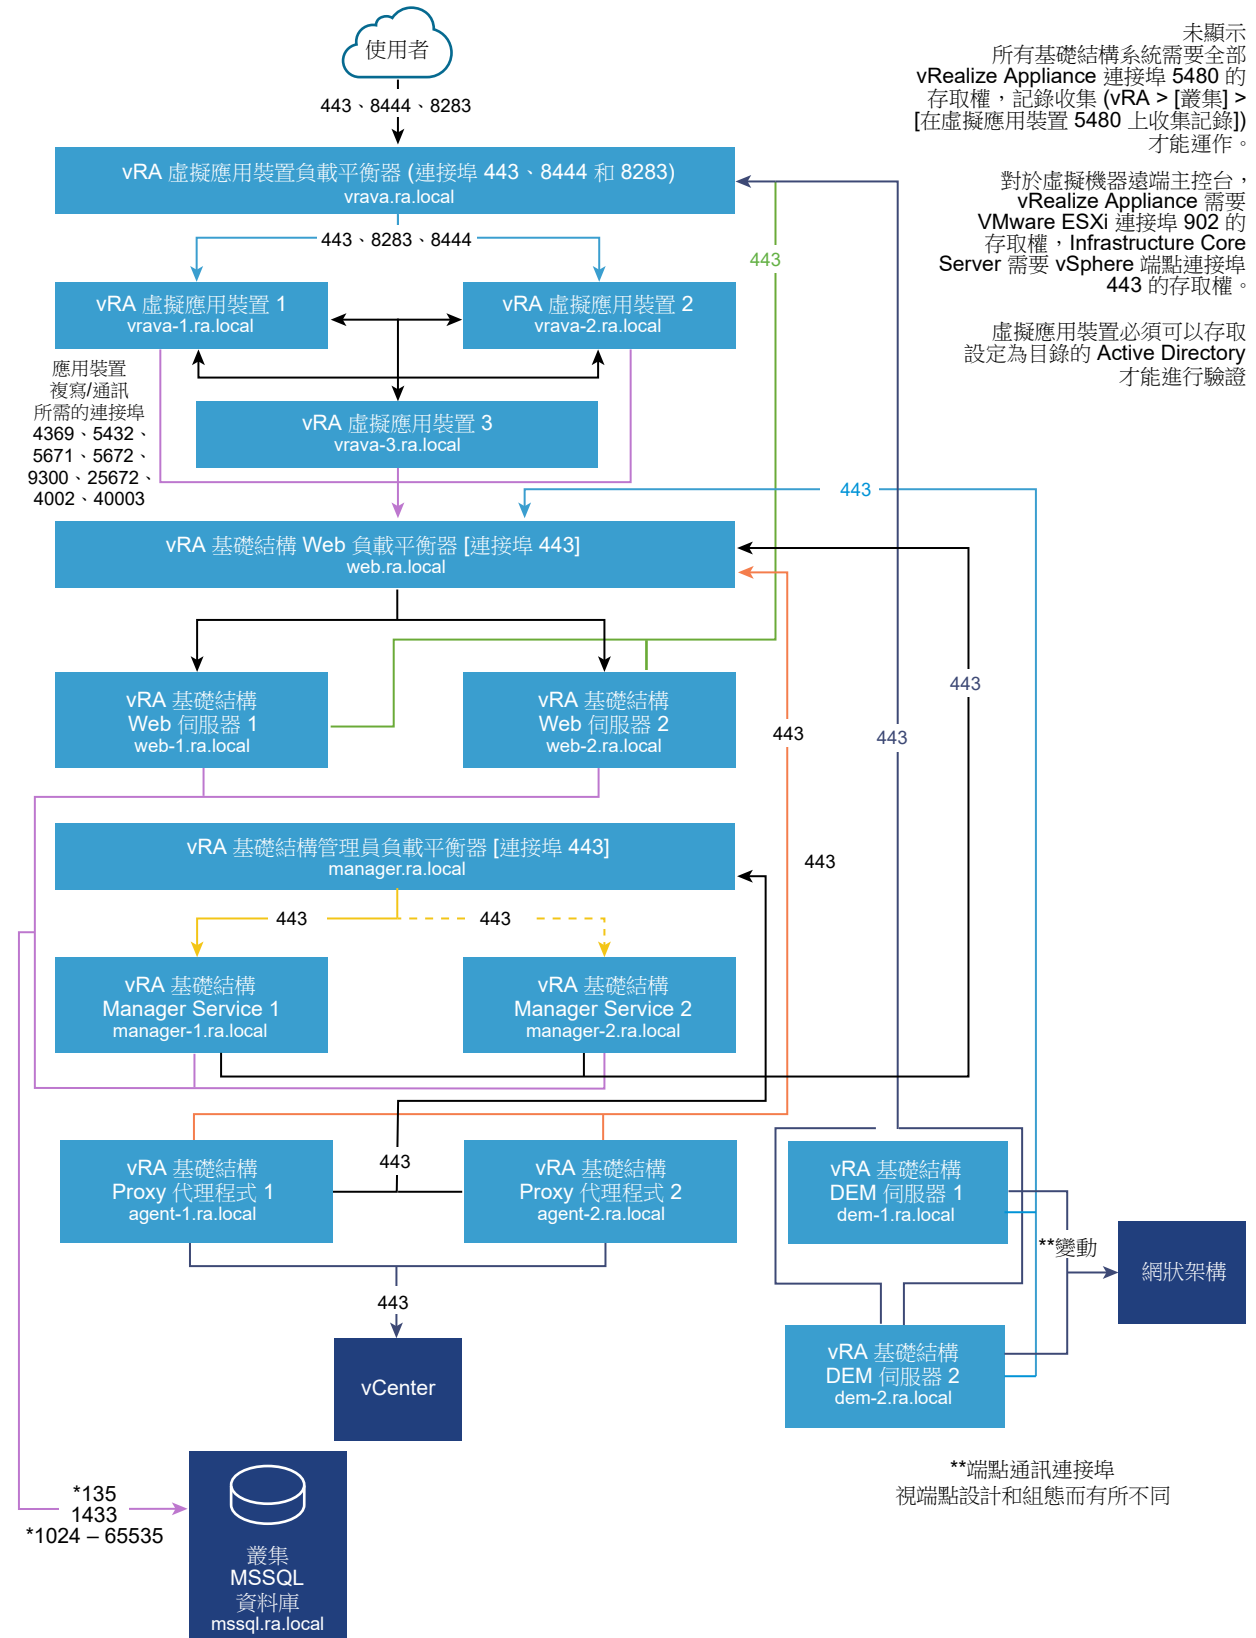 使用者
443、8444、8283
vRA 虛擬應用裝置負載平衡器 (連接埠 443、8444 和 8283)
vrava.ra.local
443、8283、8444
vRA 虛擬應用裝置 1
vrava-1.ra.local
vRA 虛擬應用裝置 2
vrava-2.ra.local
應用裝置
複寫/通訊
所需的連接埠
4369、5432、
5671、5672、
9300、25672、
4002、40003
vRA 虛擬應用裝置 3
vrava-3.ra.local
未顯示
所有基礎結構系統需要全部
vRealize Appliance 連接埠 5480 的
存取權，記錄收集 (vRA > [叢集] >
[在虛擬應用裝置 5480 上收集記錄])
才能運作。
對於虛擬機器遠端主控台，
vRealize Appliance 需要
VMware ESXi 連接埠 902 的
存取權，Infrastructure Core
Server 需要 vSphere 端點連接埠
443 的存取權。
虛擬應用裝置必須可以存取
設定為目錄的 Active Directory
才能進行驗證
443
443
vRA 基礎結構 Web 負載平衡器 [連接埠 443]
web.ra.local
vRA 基礎結構
Web 伺服器 1
web-1.ra.local
vRA 基礎結構
Web 伺服器 2
web-2.ra.local
443
443
443
vRA 基礎結構管理員負載平衡器 [連接埠 443]
manager.ra.local
443
443
443
vRA 基礎結構
Manager Service 1
manager-1.ra.local
vRA 基礎結構
Manager Service 2
manager-2.ra.local
vRA 基礎結構
Proxy 代理程式 1
agent-1.ra.local
443
vRA 基礎結構
Proxy 代理程式 2
agent-2.ra.local
vRA 基礎結構
DEM 伺服器 1
dem-1.ra.local
**變動
網狀架構
443
vCenter
vRA 基礎結構
DEM 伺服器 2
dem-2.ra.local
**端點通訊連接埠
視端點設計和組態而有所不同
*135
1433
*1024 – 65535
叢集
MSSQL
資料庫
mssql.ra.local